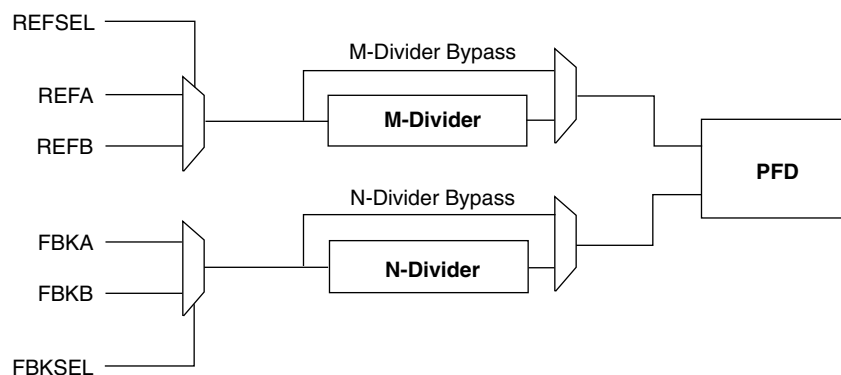 REFSEL
M-Divider Bypass
REFA
M-Divider
REFB
PFD
N-Divider Bypass
FBKA
N-Divider
FBKB
FBKSEL